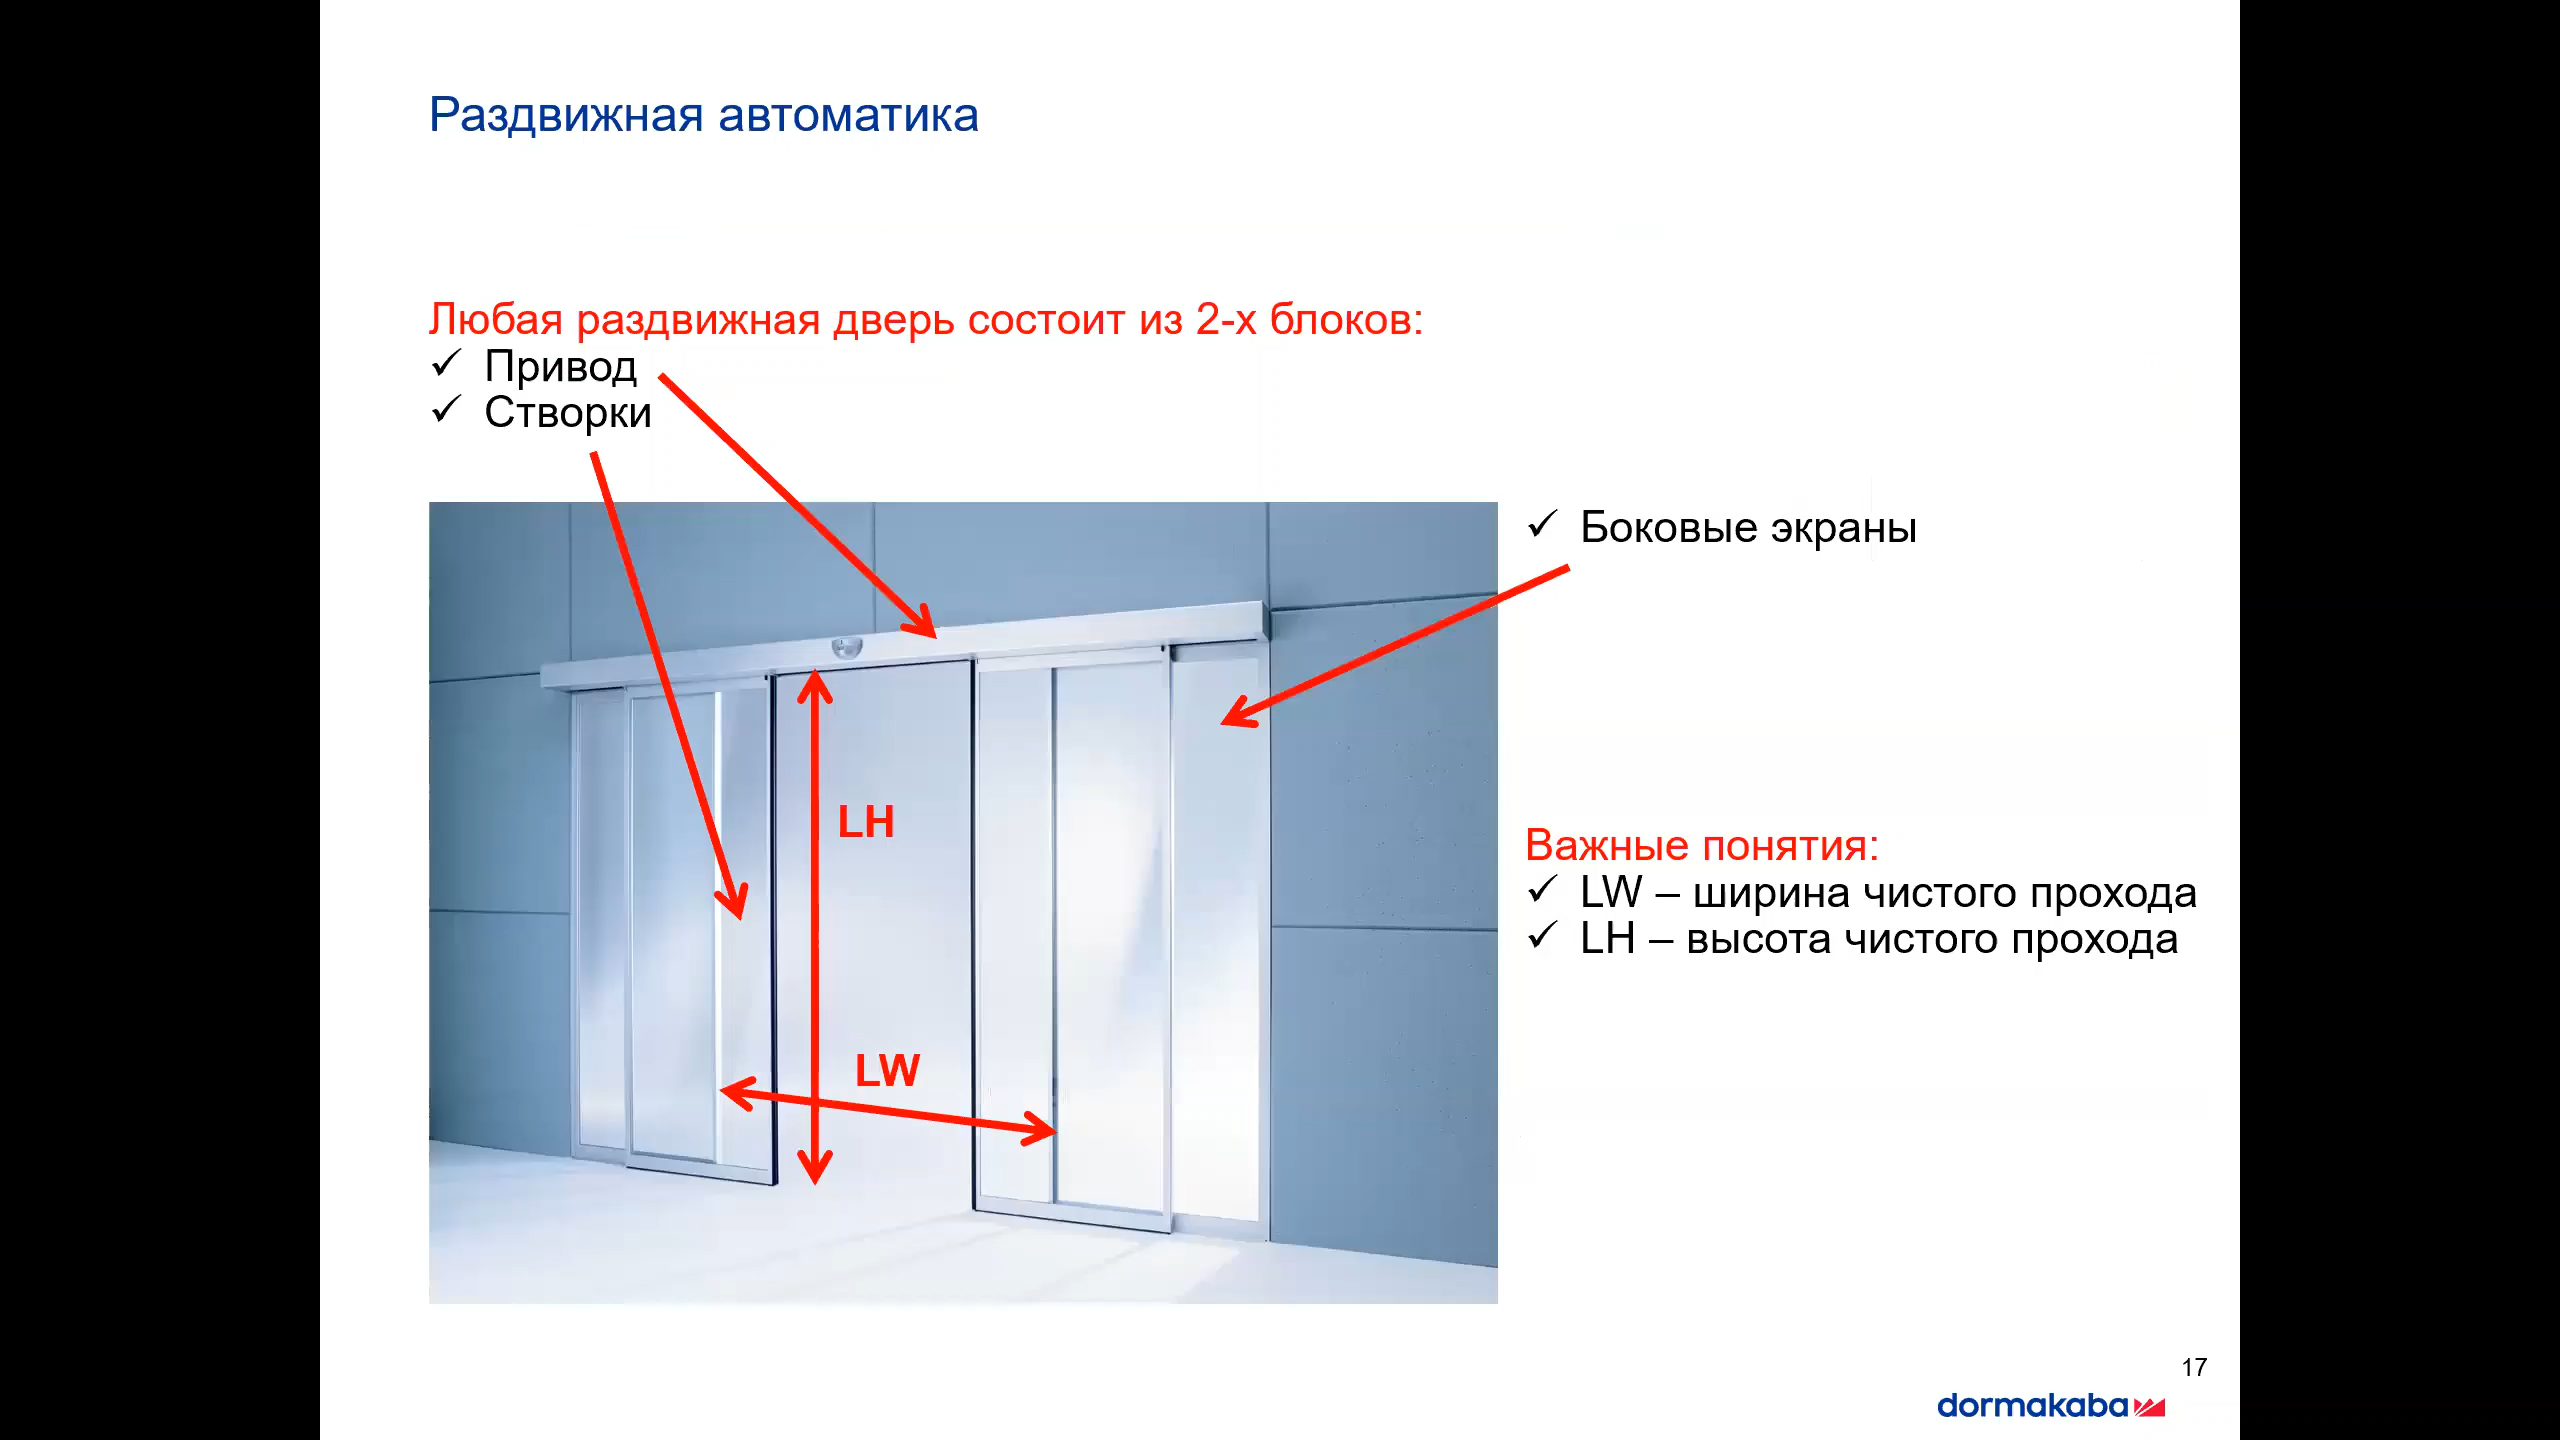 Раздвижная автоматика
Любая раздвижная дверь состоит из 2-х блоков:
Привод
Створки
Боковые экраны
LH
LW
Важные понятия:
LW – ширина чистого прохода
LH – высота чистого прохода
17
dormakaba